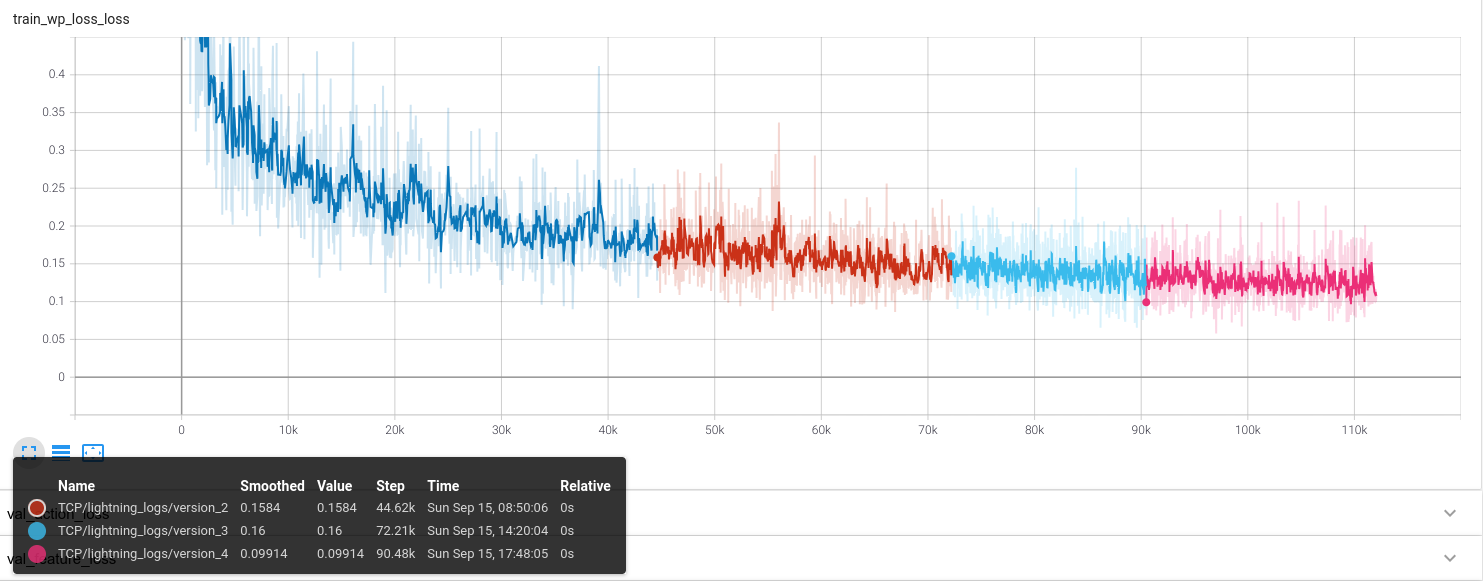 train_wp_loss_loss
0.4
0.35
0.3
0.25
0.2
0.15
0.1
0.05
0
0 10k 20k 30k 40k 50k 60k 70k 80k 90k 100k 110k
Name Smoothed Value Step Time Relative
TCP/lightning_logs/version_2 0.1584 0.1584 44.62k Sun Sep 15, 08:50:06 0s
val_action_loss
TCP/lightning_logs/version_3 0.16 0.16 72.21k Sun Sep 15, 14:20:04 0s
TCP/lightning_logs/version_4 0.09914 0.09914 90.48k Sun Sep 15, 17:48:05 0s
val_feature_loss